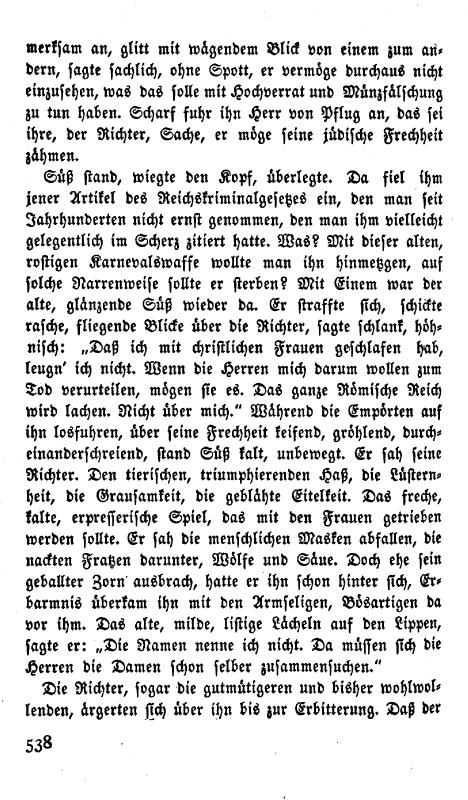 merksam an, glitt mit wägendem Blick von einem zum an-
dern, sagte sachlich, ohne Spott, er vermöge durchaus nicht
einzusehen, was das solle mit Hochverrat und Münzfälschung
zu tun haben. Scharf fuhr ihn Herr von Pflug an, das sei
ihre, der Richter, Sache, er möge seine jüdische Frechheit
zähmen.
Süß stand, wiegte den Kopf, überlegte. Da fiel ihm
jener Artikel des Reichskriminalgesetzes ein, den man seit
Jahrhunderten nicht ernst genommen, den man ihm vielleicht
gelegentlich im Scherz zitiert hatte. Was? Mit dieser alten,
rostigen Karnevalswaffe wollte man ihn hinmetzgen, auf
solche Narrenweise sollte er sterben? Mit Einem war der
alte, glänzende Süß wieder da. Er straffte sich, schickte
rasche, fliegende Blicke über die Richter, sagte schlank, höh-
nisch: „Daß ich mit christlichen Frauen geschlafen hab,
leugn' ich nicht. Wenn die Herren mich darum wollen zum
Tod verurteilen, mögen sie es. Das ganze Römische Reich
wird lachen. Nicht über mich.“ Während die Empörten auf
ihn losfuhren, über seine Frechheit keifend, gröhlend, durch-
einanderschreiend, stand Süß kalt, unbewegt. Er sah seine
Richter. Den tierischen, triumphierenden Haß, die Lüstern-
heit, die Grausamkeit, die geblähte Eitelkeit. Das freche,
kalte, erpresserische Spiel, das mit den Frauen getrieben
werden sollte. Er sah die menschlichen Masken abfallen, die
nackten Fratzen darunter, Wölfe und Säue. Doch ehe sein
geballter Zorn ausbrach, hatte er ihn schon hinter sich, Er-
barmnis überkam ihn mit den Armseligen, Bösartigen da
vor ihm. Das alte, milde, listige Lächeln auf den Lippen,
sagte er: „Die Namen nenne ich nicht. Da müssen sich die
Herren die Damen schon selber zusammensuchen.“
Die Richter, sogar die gutmütigeren und bisher wohlwol-
lenden, ärgerten sich über ihn bis zur Erbitterung. Daß der
538